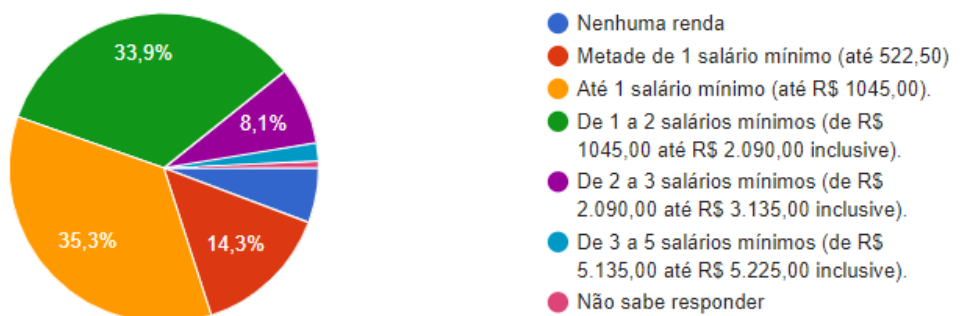 33,9%
8,1%
35,3%
14,3%
Nenhuma renda
Metade de 1 salário mínimo (até 522,50)
Até 1 salário mínimo (até R$ 1045,00).
De 1 a 2 salários mínimos (de R$
1045,00 até R$ 2.090,00 inclusive).
De 2 a 3 salários mínimos (de R$
2.090,00 até R$ 3.135,00 inclusive).
De 3 a 5 salários mínimos (de R$
5.135,00 até R$ 5.225,00 inclusive).
Não sabe responder